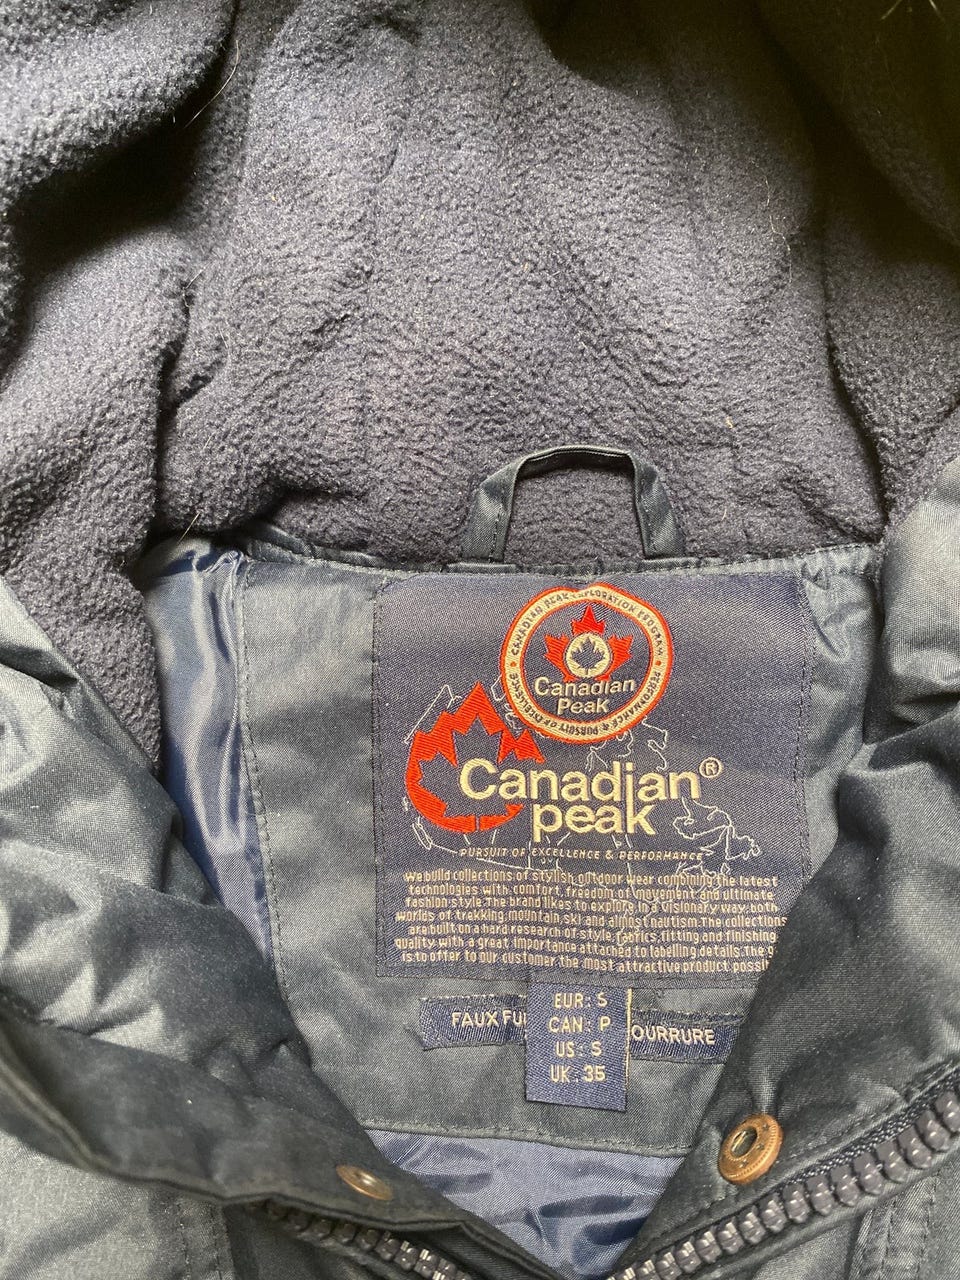 CANADIAN PEAK EXPLORATION PROGRAM
PERFORMANCE
PURSUIT OF EXCELLENCE
Canadian
Peak
Canadian®
peak
PURSUIT OF EXCELLENCE & PERFORMANCE
We build collections of stylish outdoor wear combining the latest
technologies with comfort, freedom of movement and ultimate
fashion style. The brand likes to explore, in a visionary way, both
worlds of trekking, mountain, ski and almost nautism. The collections
are built on a hard research of style, fabrics, fitting and finishing
quality with a great importance attached to labelling details. The g
is to offer to our customer the most attractive product possi
FAUX FU
OURRURE
EUR: S
CAN: P
US: S
UK: 35